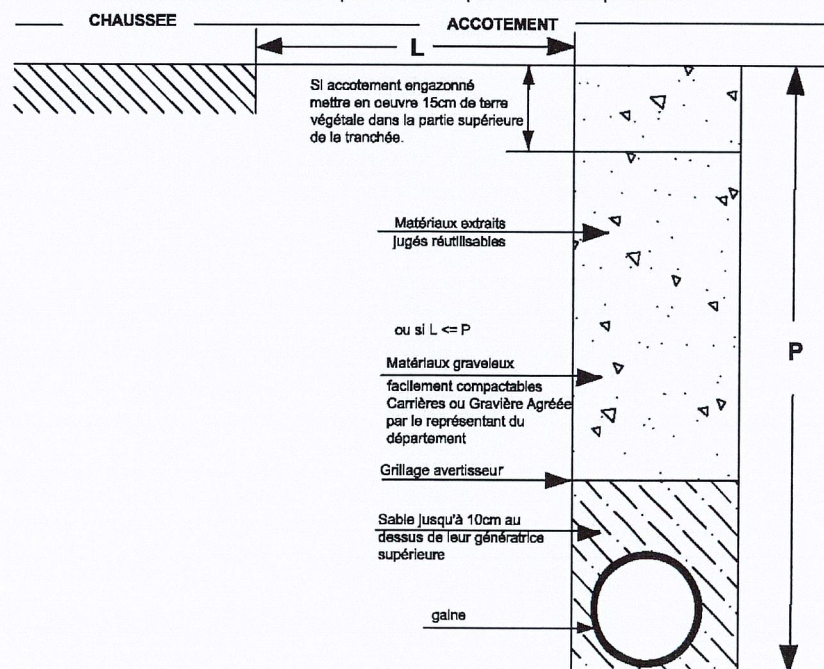 CHAUSSEE
ACCOTEMENT
L
Si accotement engazonné
mettre en oeuvre 15cm de terre
végétale dans la partie supérieure
de la tranchée.
Matériaux extraits
jugés réutilisables
ou si L <= P
Matériaux graveleux
facilement compactables
Carrières ou Gravière Agréée
par le représentant du
département
P
Grillage avertisseur
Sable jusqu'à 10cm au
dessus de leur génératrice
supérieure
gaine